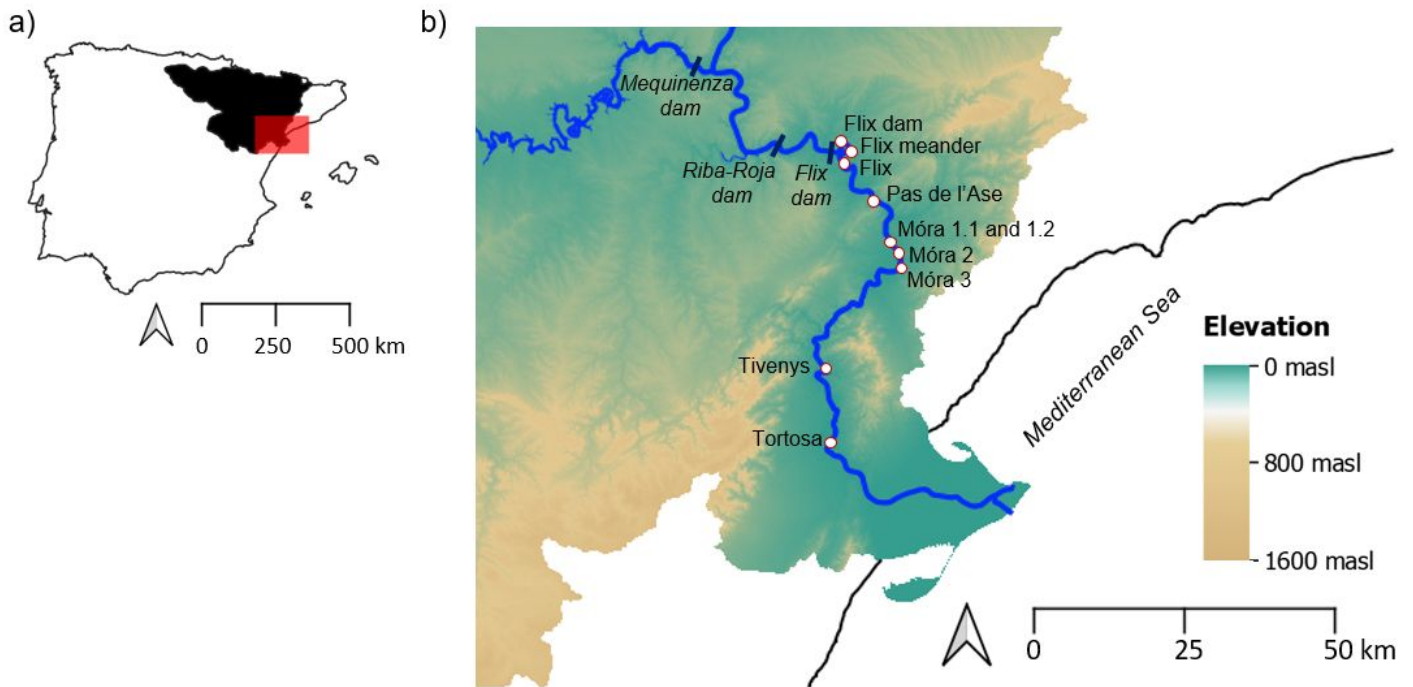 a)
0
250
500 km
b)
Mequinenza
dam
Riba-Roja
dam
Flix
dam
Flix dam
Flix meander
Flix
Pas de l'Ase
Móra 1.1 and 1.2
Móra 2
Móra 3
Tivenys
Tortosa
Mediterranean Sea
Elevation
0 masl
800 masl
1600 masl
0
25
50 km